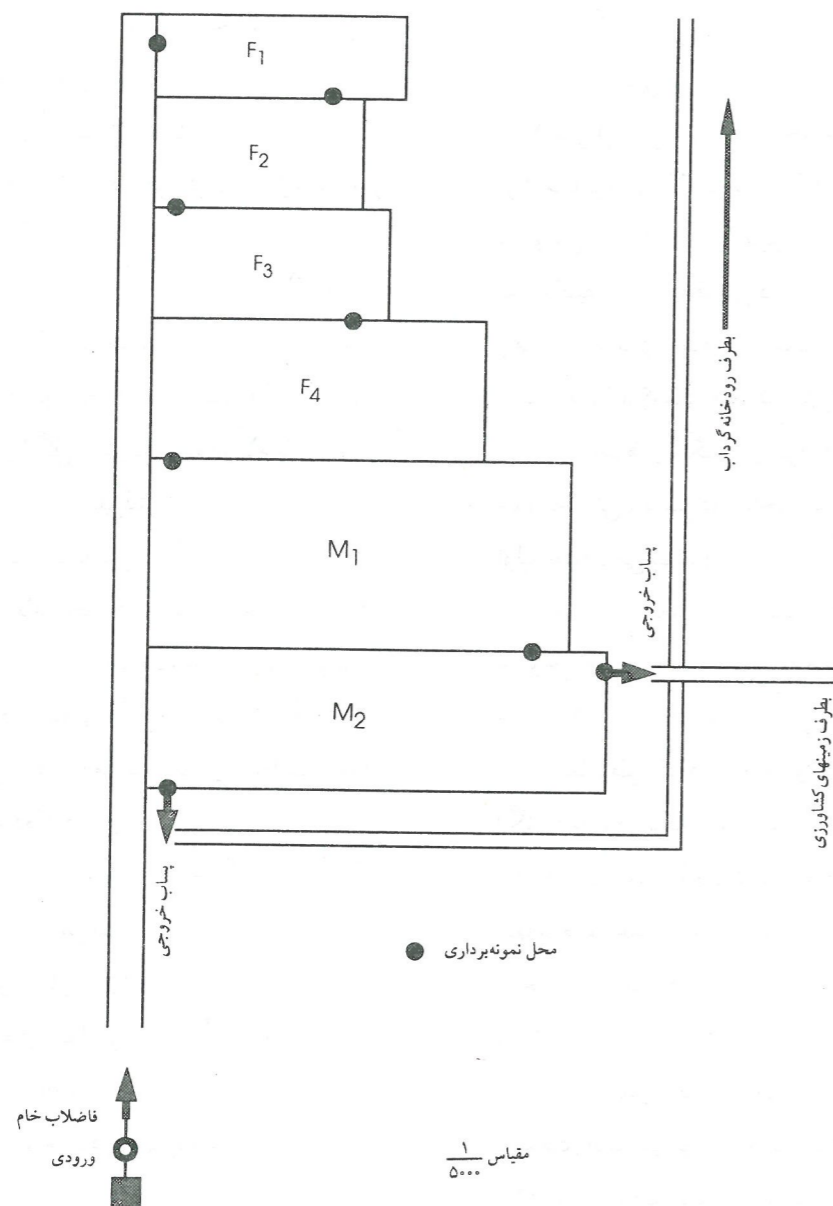 F1
F2
F3
F4
M1
M2
بطرف رودخانه گرداب
پساب خروجی
بطرف زمینهای کشاورزی
پساب خروجی
محل نمونه‌برداری
فاضلاب خام
ورودی
مقیاس ۱/۵۰۰۰